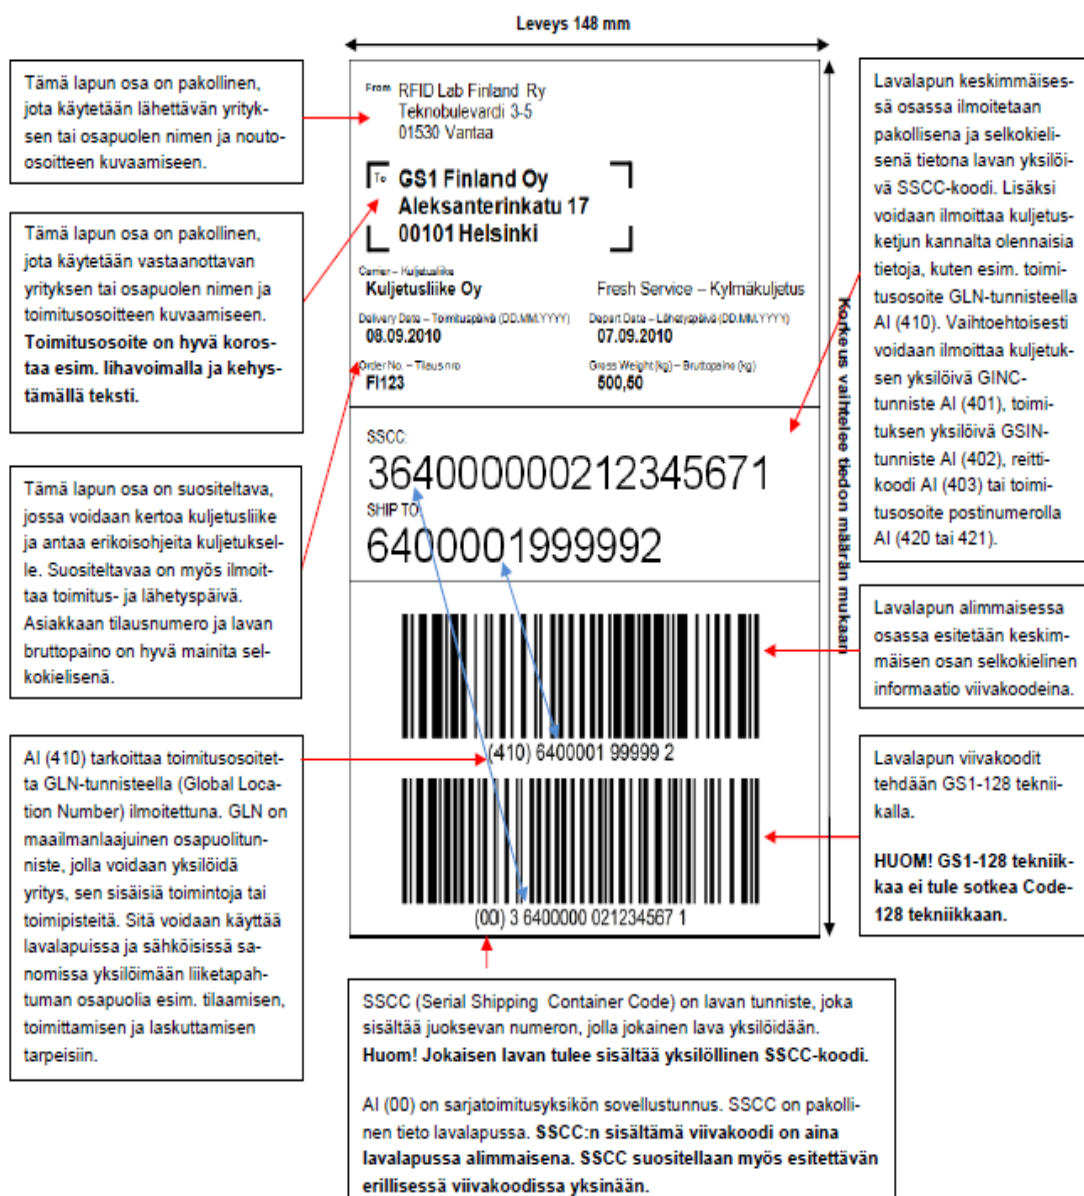 Leveys 148 mm
Tämä lapun osa on pakollinen,
jota käytetään lähettävän yrityk-
sen tai osapuolen nimen ja nouto-
osoitteen kuvaamiseen.
Tämä lapun osa on pakollinen,
jota käytetään vastaanottavan
yrityksen tai osapuolen nimen ja
toimitusosoitteen kuvaamiseen.
Toimitusosoite on hyvä koros-
taa esim. lihavoimalla ja kehys-
tämällä teksti.
Tämä lapun osa on suositeltava,
jossa voidaan kertoa kuljetusliike
ja antaa erikoisohjeita kuljetuksel-
le. Suositeltavaa on myös ilmoit-
taa toimitus- ja lähetyspäivä.
Asiakkaan tilausnumero ja lavan
bruttopaino on hyvä mainita sel-
kokielisenä.
AI (410) tarkoittaa toimitusositet-
ta GLN-tunnisteella (Global Loca-
tion Number) ilmoitettuna. GLN on
maailmanlaajuinen osapuolitun-
niste, jolla voidaan yksilöidä
yritys, sen sisäisiä toimintoja tai
toimipisteitä. Sitä voidaan käyttää
lavalapuissa ja sähköisissä sa-
nomissa yksilöimään liiketapah-
tuman osapuolia esim. tilaamisen,
toimittamisen ja laskuttamisen
tarpeisiin.
From RFID Lab Finland Ry
Teknobulevardi 3-5
01530 Vantaa
To GS1 Finland Oy
Aleksanterinkatu 17
00101 Helsinki
Carrier – Kuljetusliike
Kuljetusliike Oy Fresh Service – Kylmäkuljetus
Delivery Date – Toimituspäivä (DD.MM.YYYY) Depart Date – Lähetyspäivä (DD.MM.YYYY)
08.09.2010 07.09.2010
Order No. – Tilaus nro Gross Weight (kg) – Bruttopaino (kg)
FI123 500,50
SSCC:
364000000212345671
SHIP TO
6400001999992
(410) 6400001 99999 2
(00) 3 6400000 021234567 1
Korkeus vaihtelee tiedon määrän mukaan
Lavalapun keskimmäises-
sä osassa ilmoitetaan
pakollisena ja selkokieli-
senä tietona lavan yksilöi-
vä SSCC-koodi. Lisäksi
voidaan ilmoittaa kuljetus-
ketjun kannalta olennaisia
tietoja, kuten esim. toimi-
tusosoite GLN-tunnisteella
AI (410). Vaihtoehtoisesti
voidaan ilmoittaa kuljetuk-
sen yksilöivä GINC-
tunniste AI (401), toimi-
tuksen yksilöivä GSIN-
tunniste AI (402), reitti-
koodi AI (403) tai toimi-
tusosoite postinumerolla
AI (420 tai 421).
Lavalapun alimmaisessa
osassa esitetään keskim-
mäisen osan selkokielinen
informaatio viivakoodeina.
Lavalapun viivakoodit
tehdään GS1-128 teknii-
kalla.
HUOM! GS1-128 tekniik-
kaa ei tule sotkea Code-
128 tekniikkaan.
SSCC (Serial Shipping Container Code) on lavan tunniste, joka
sisältää juoksevan numeron, jolla jokainen lava yksilöidään.
Huom! Jokaisen lavan tulee sisältää yksilöllinen SSCC-koodi.
AI (00) on sarjatoimitusyksikön sovellustunnus. SSCC on pakolli-
nen tieto lavalapussa. SSCC:n sisältämä viivakoodi on aina
lavalapussa alimmaisena. SSCC suositellaan myös esitettävän
erillisessä viivakoodissa yksinään.